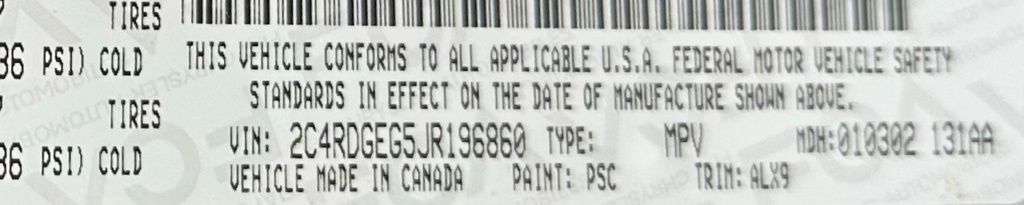 TIRES
36 PSI) COLD
THIS VEHICLE CONFORMS TO ALL APPLICABLE U.S.A. FEDERAL MOTOR VEHICLE SAFETY
STANDARDS IN EFFECT ON THE DATE OF MANUFACTURE SHOWN ABOVE.
TIRES
VIN: 2C4RDGEG5JR196860 TYPE: MPV MDH:010302 131AA
36 PSI) COLD
VEHICLE MADE IN CANADA PAINT: PSC TRIM: ALX9